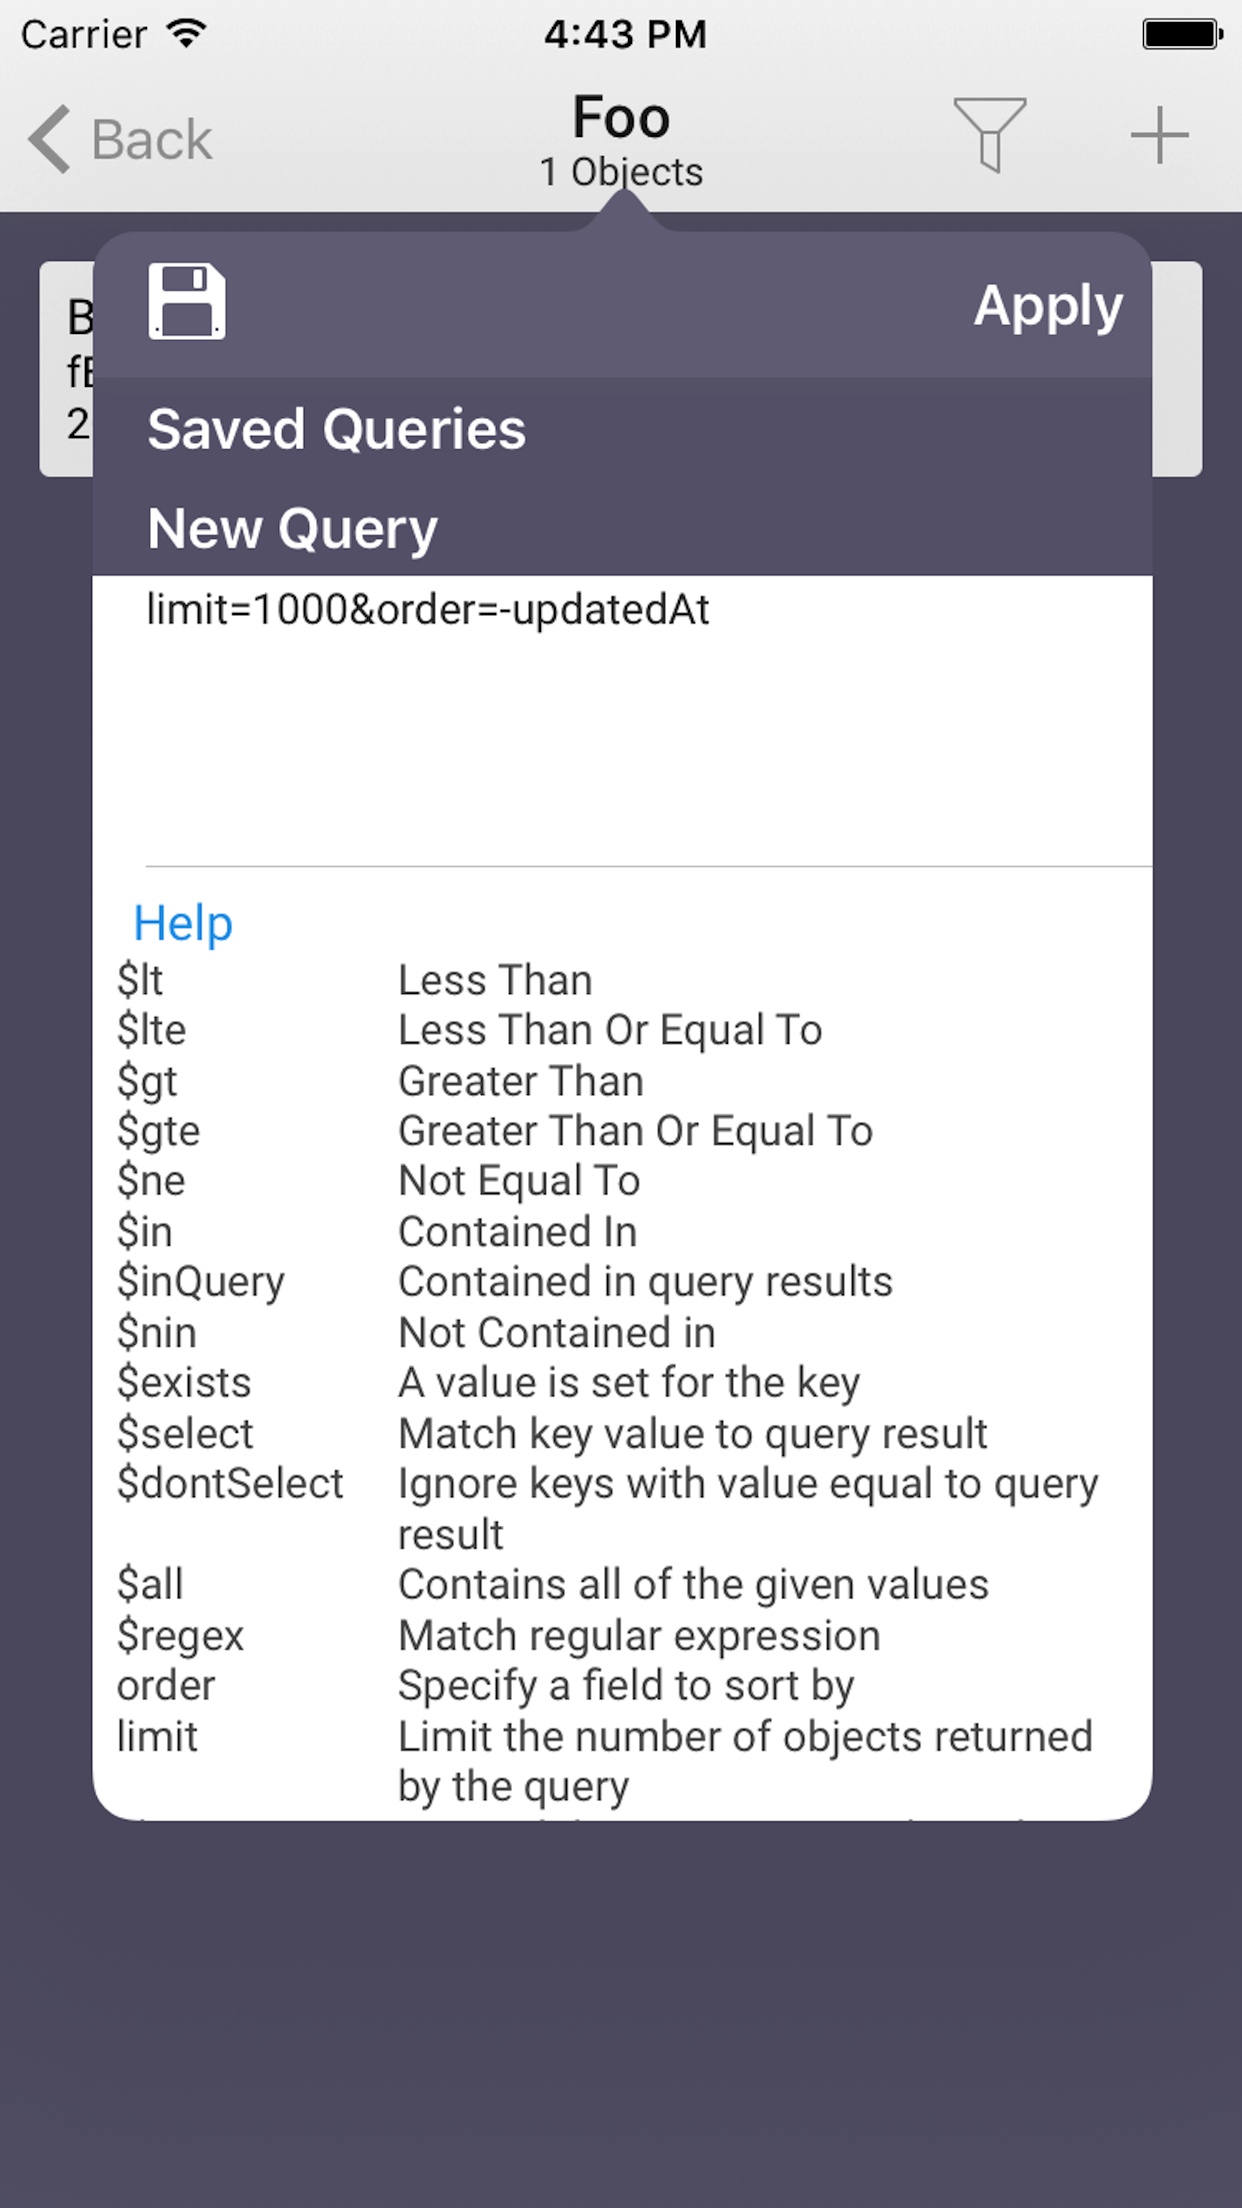 Carrier 4:43 PM
Back Foo
1 Objects
Apply
B
2
Saved Queries
New Query
limit=1000&order=-updatedAt
Help
$lt Less Than
$lte Less Than Or Equal To
$gt Greater Than
$gte Greater Than Or Equal To
$ne Not Equal To
$in Contained In
$inQuery Contained in query results
$nin Not Contained in
$exists A value is set for the key
$select Match key value to query result
$dontSelect Ignore keys with value equal to query
result
$all Contains all of the given values
$regex Match regular expression
order Specify a field to sort by
limit Limit the number of objects returned
by the query